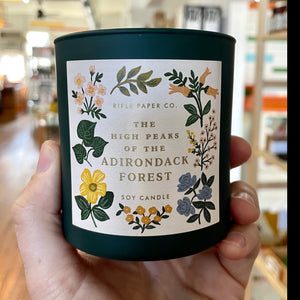 RIFLE PAPER CO.
THE
HIGH PEAKS
OF THE
ADIRONDACK
FOREST
SOY CANDLE